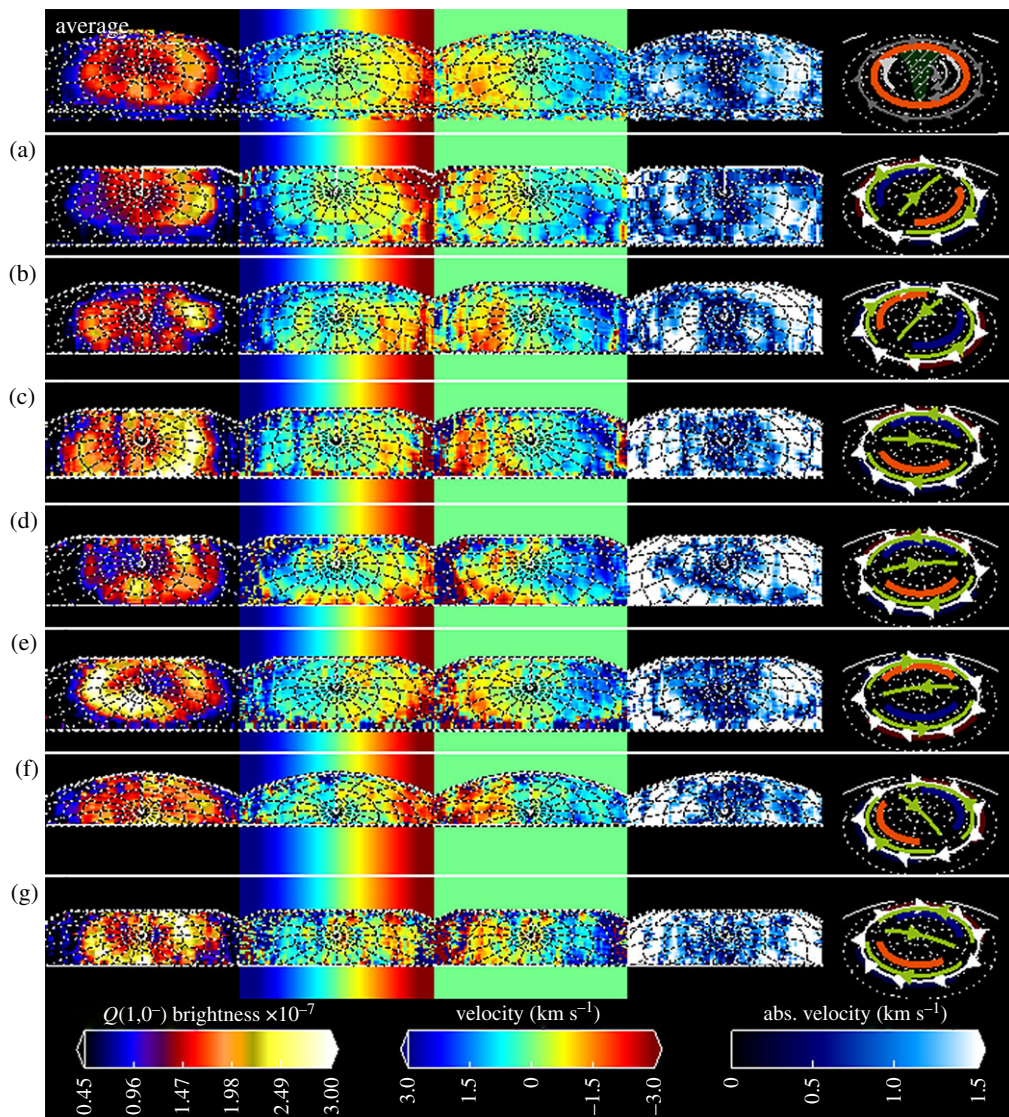 average
(a)
(b)
(c)
(d)
(e)
(f)
(g)
Q(1,0⁻) brightness ×10⁻⁷
velocity (km s⁻¹)
abs. velocity (km s⁻¹)
0.45 0.96 1.47 1.98 2.49 3.00
3.0 1.5 0 −1.5 −3.0
0 0.5 1.0 1.5